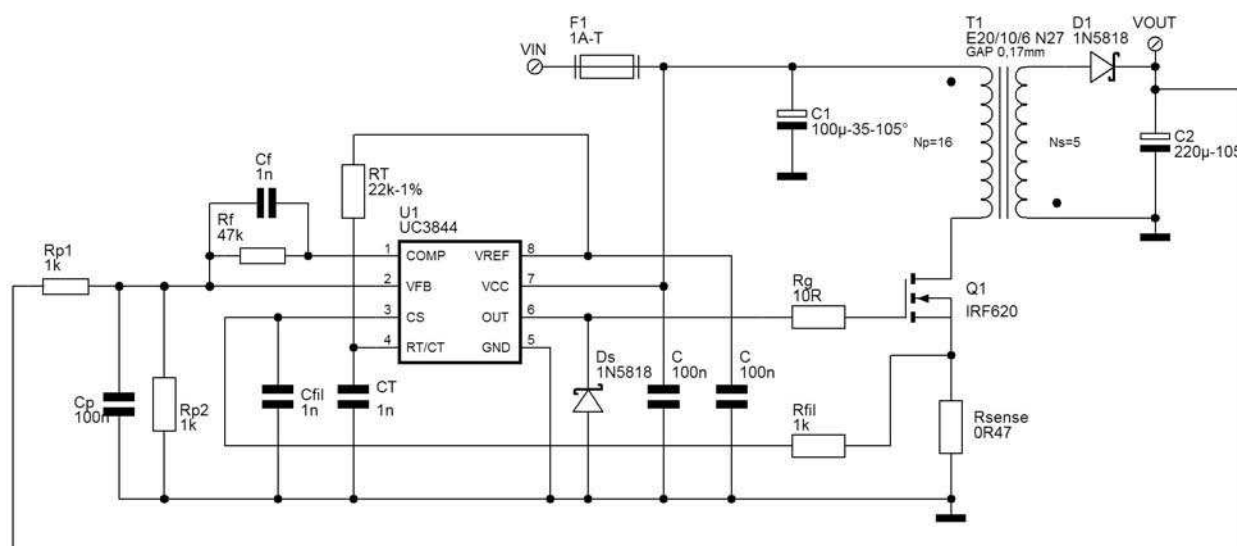 F1
1A-T
VIN
T1
E20/10/6 N27
GAP 0,17mm
D1
1N5818
VOUT
C1
100µ-35-105°
Np=16
Ns=5
C2
220µ-105
Cf
1n
RT
22k-1%
Rf
47k
U1
UC3844
Rp1
1k
1
COMP
VREF
8
2
VFB
VCC
7
3
CS
OUT
6
4
RT/CT
GND
5
Rg
10R
Q1
IRF620
Ds
1N5818
C
100n
C
100n
Cp
100n
Rp2
1k
Cfil
1n
CT
1n
Rfil
1k
Rsense
0R47